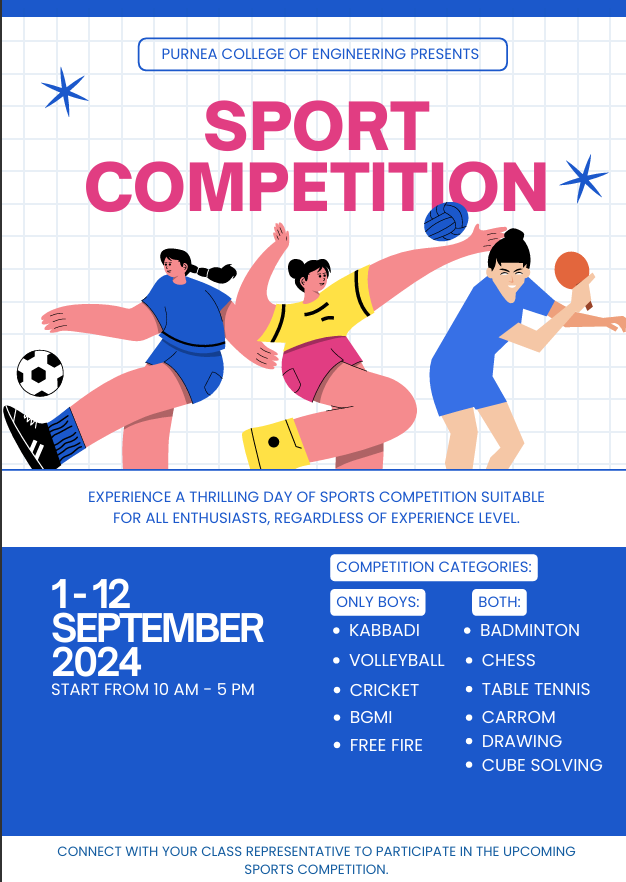 PURNEA COLLEGE OF ENGINEERING PRESENTS
SPORT
COMPETITION
EXPERIENCE A THRILLING DAY OF SPORTS COMPETITION SUITABLE
FOR ALL ENTHUSIASTS, REGARDLESS OF EXPERIENCE LEVEL.
1 - 12
SEPTEMBER
2024
START FROM 10 AM - 5 PM
COMPETITION CATEGORIES:
ONLY BOYS:
• KABBADI
• VOLLEYBALL
• CRICKET
• BGMI
• FREE FIRE
BOTH:
• BADMINTON
• CHESS
• TABLE TENNIS
• CARROM
• DRAWING
• CUBE SOLVING
CONNECT WITH YOUR CLASS REPRESENTATIVE TO PARTICIPATE IN THE UPCOMING
SPORTS COMPETITION.